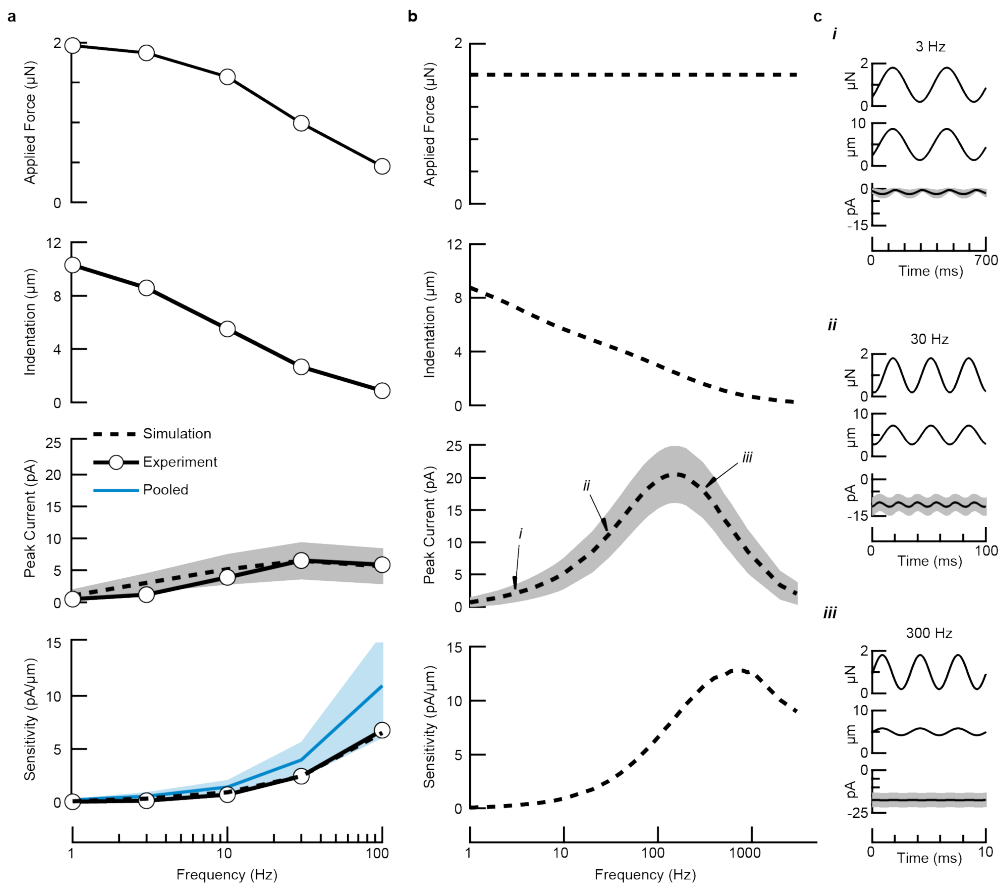 a
2
0
Applied Force (µN)
12
8
4
0
Indentation (µm)
Simulation
Experiment
Pooled
25
20
15
10
5
0
Peak Current (pA)
15
10
5
0
Sensitivity (pA/µm)
1
10
100
Frequency (Hz)
b
2
0
Applied Force (µN)
12
8
4
0
Indentation (µm)
25
20
15
10
5
0
Peak Current (pA)
i
ii
iii
15
10
5
0
Sensitivity (pA/µm)
1
10
100
1000
Frequency (Hz)
c
i
3 Hz
2
0
µN
10
0
µm
0
-15
pA
0
700
Time (ms)
ii
30 Hz
2
0
µN
10
0
µm
0
-15
pA
0
100
Time (ms)
iii
300 Hz
2
0
µN
10
0
µm
0
-25
pA
0
10
Time (ms)